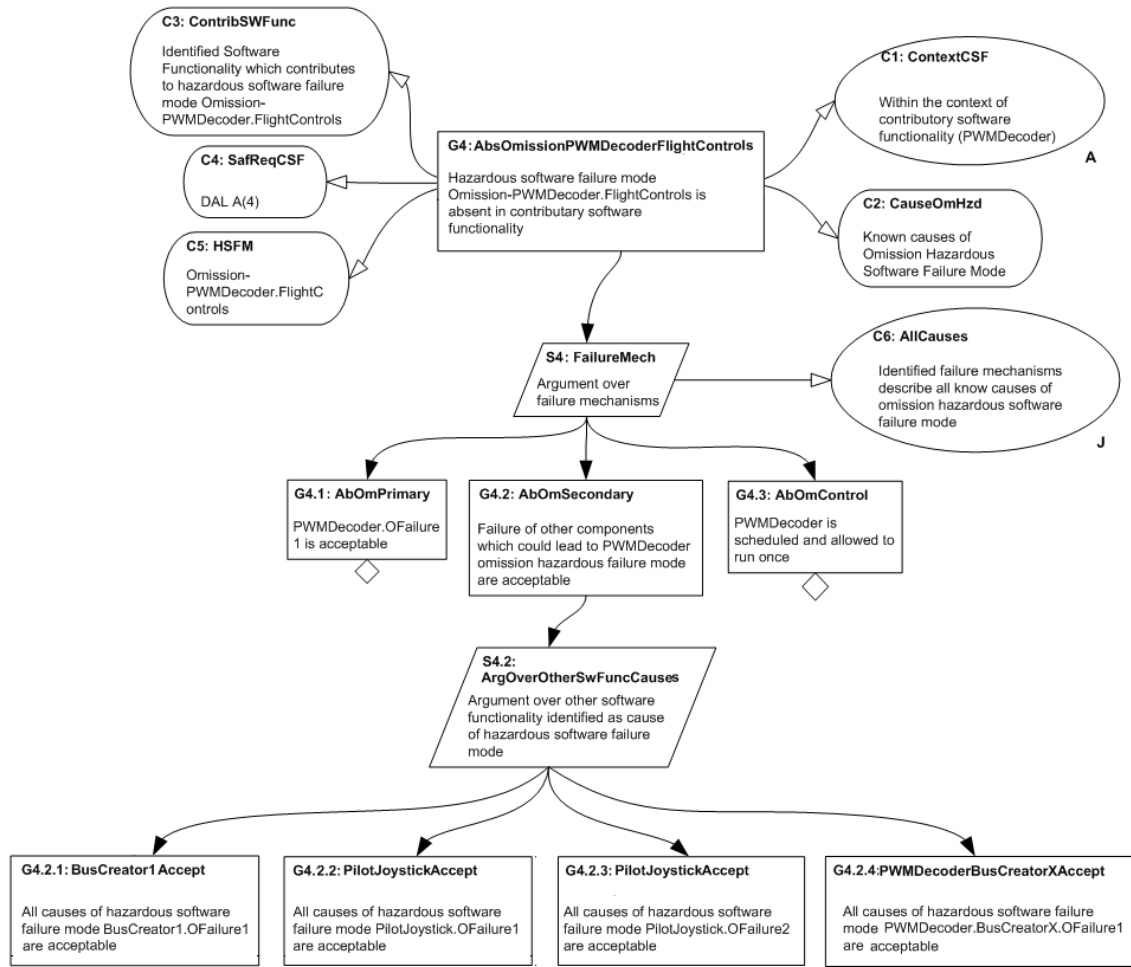 C3: ContribSWFunc
Identified Software
Functionality which contributes
to hazardous software failure
mode Omission-
PWMDecoder.FlightControls
C1: ContextCSF
Within the context of
contributory software
functionality (PWMDecoder)
A
G4: AbsOmissionPWMDecoderFlightControls
Hazardous software failure mode
Omission-PWMDecoder.FlightControls is
absent in contributary software
functionality
C4: SafReqCSF
DAL A(4)
C2: CauseOmHzd
Known causes of
Omission Hazardous
Software Failure Mode
C5: HSFM
Omission-
PWMDecoder.FlightC
ontrols
S4: FailureMech
Argument over
failure mechanisms
C6: AllCauses
Identified failure mechanisms
describe all know causes of
omission hazardous software
failure mode
J
G4.1: AbOmPrimary
PWMDecoder.OFailure
1 is acceptable
G4.2: AbOmSecondary
Failure of other components
which could lead to PWMDecoder
omission hazardous failure mode
are acceptable
G4.3: AbOmControl
PWMDecoder is
scheduled and allowed to
run once
S4.2:
ArgOverOtherSwFuncCauses
Argument over other software
functionality identified as cause
of hazardous software failure
mode
G4.2.1: BusCreator1Accept
All causes of hazardous software
failure mode BusCreator1.OFailure1
are acceptable
G4.2.2: PilotJoystickAccept
All causes of hazardous software
failure mode PilotJoystick.OFailure1
are acceptable
G4.2.3: PilotJoystickAccept
All causes of hazardous software
failure mode PilotJoystick.OFailure2
are acceptable
G4.2.4:PWMDecoderBusCreatorXAccept
All causes of hazardous software failure
mode PWMDecoder.BusCreatorX.OFailure1
are acceptable